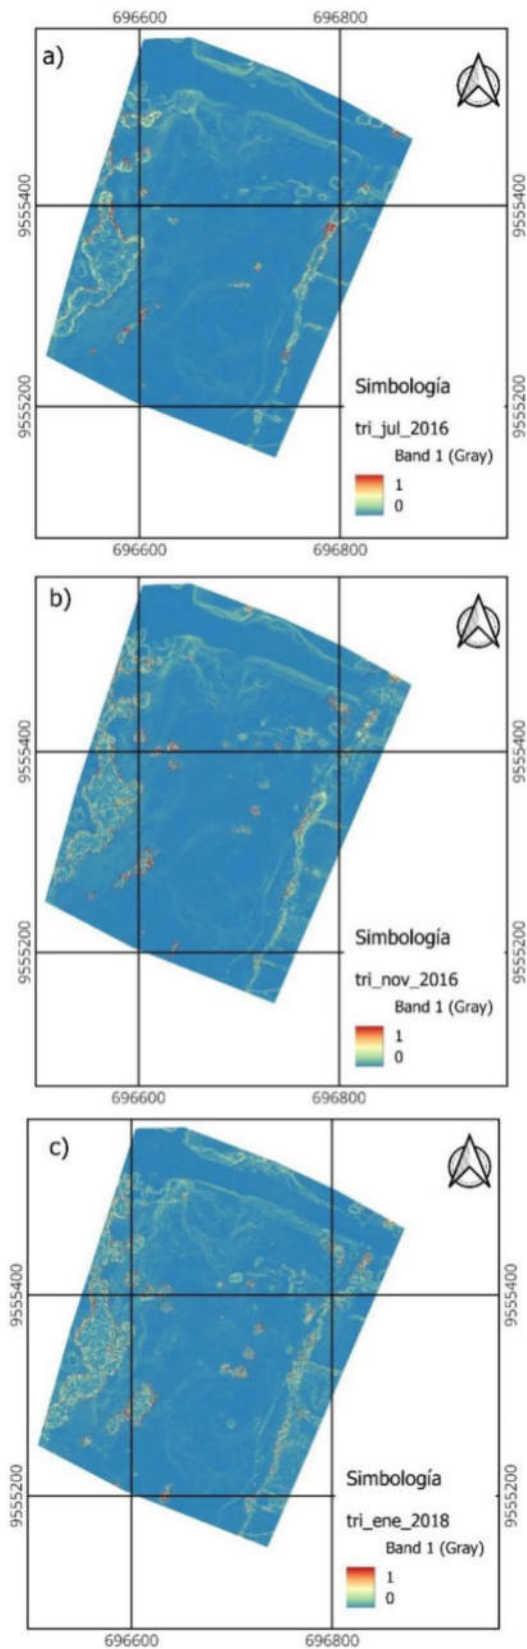 696600 696800
a)
9555400 9555400
9555200 9555200
Simbología
tri_jul_2016
Band 1 (Gray)
1
0
696600 696800
b)
9555400 9555400
9555200 9555200
Simbología
tri_nov_2016
Band 1 (Gray)
1
0
696600 696800
c)
9555400 9555400
9555200 9555200
Simbología
tri_ene_2018
Band 1 (Gray)
1
0
696600 696800